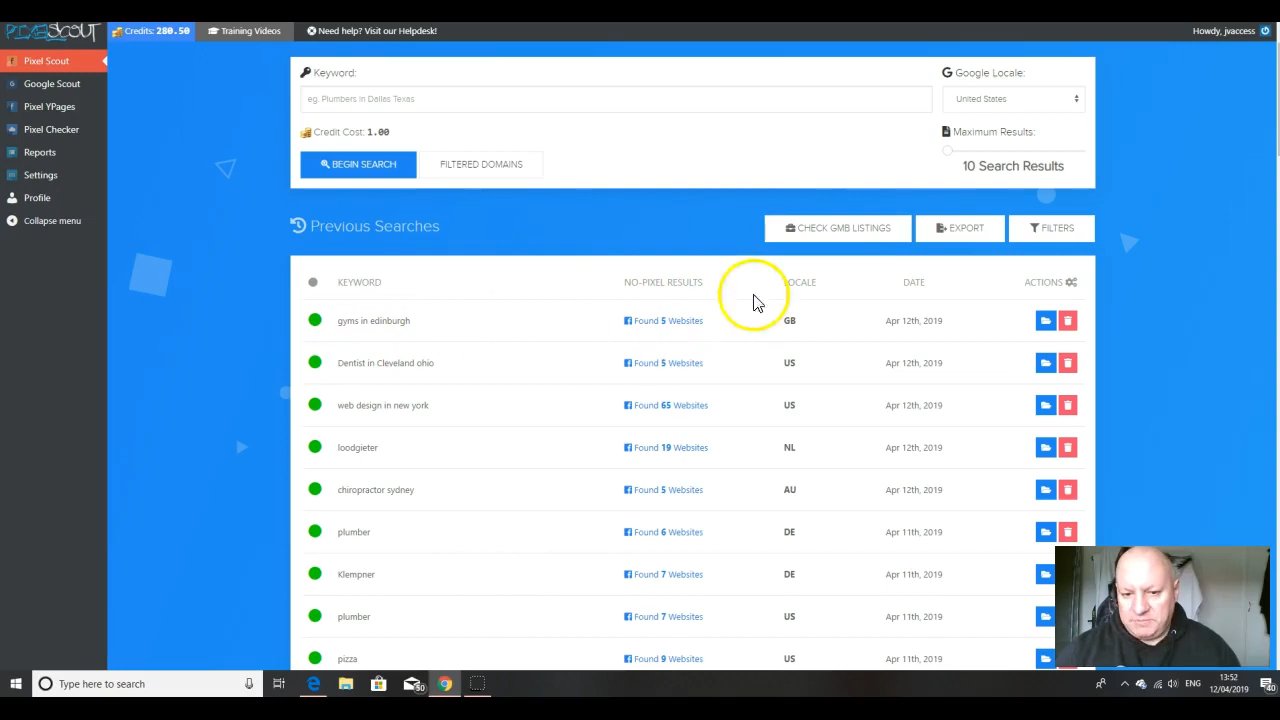 PIXELSCOUT
Credits: 280.50
Training Videos
Need help? Visit our Helpdesk!
Howdy, jvaccess
Pixel Scout
Google Scout
Pixel YPages
Pixel Checker
Reports
Settings
Profile
Collapse menu
Keyword:
Google Locale:
eg. Plumbers in Dallas Texas
United States
Credit Cost: 1.00
Maximum Results:
BEGIN SEARCH
FILTERED DOMAINS
10 Search Results
Previous Searches
CHECK GMB LISTINGS
EXPORT
FILTERS
KEYWORD NO-PIXEL RESULTS LOCALE DATE ACTIONS
gyms in edinburgh Found 5 Websites GB Apr 12th, 2019
Dentist in Cleveland ohio Found 5 Websites US Apr 12th, 2019
web design in new york Found 65 Websites US Apr 12th, 2019
loodgieter Found 19 Websites NL Apr 12th, 2019
chiropractor sydney Found 5 Websites AU Apr 12th, 2019
plumber Found 6 Websites DE Apr 11th, 2019
Klempner Found 7 Websites DE Apr 11th, 2019
plumber Found 7 Websites US Apr 11th, 2019
pizza Found 9 Websites US Apr 11th, 2019
Type here to search
50
ENG
13:52
12/04/2019
40